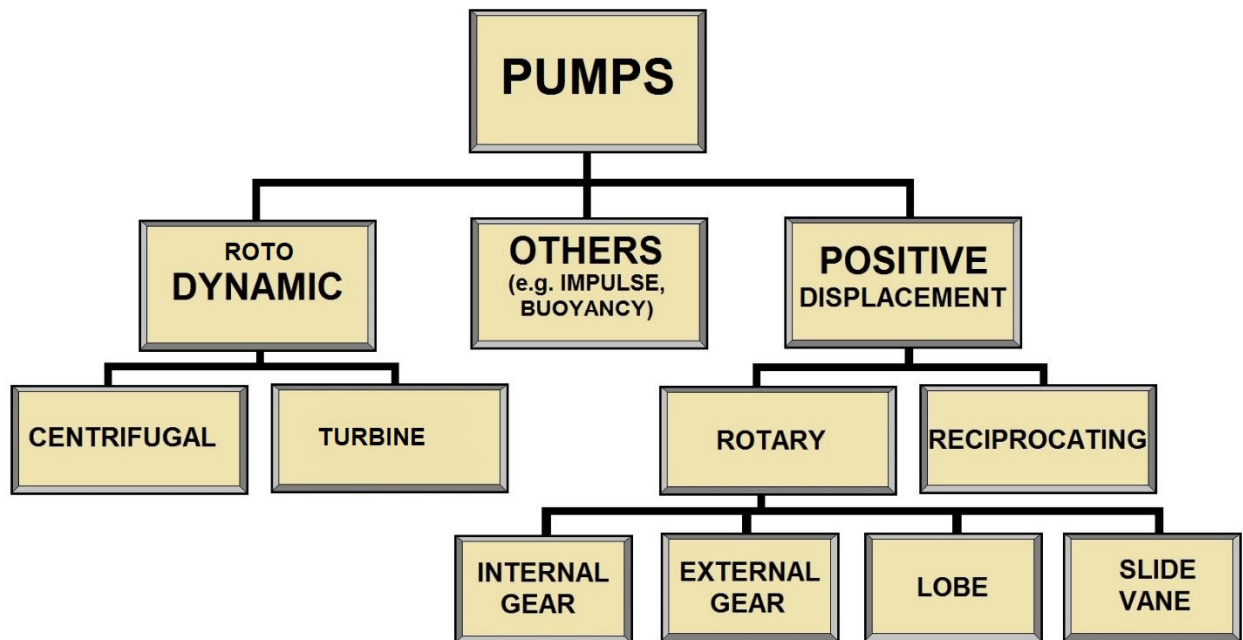 PUMPS
ROTO
DYNAMIC
OTHERS
(e.g. IMPULSE,
BUOYANCY)
POSITIVE
DISPLACEMENT
CENTRIFUGAL
TURBINE
ROTARY
RECIPROCATING
INTERNAL
GEAR
EXTERNAL
GEAR
LOBE
SLIDE
VANE